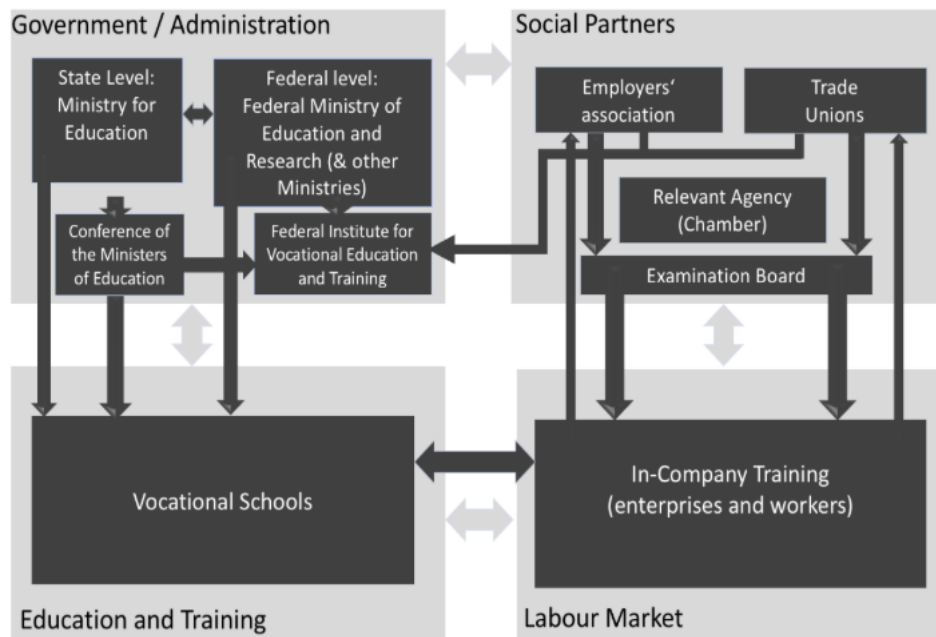 Government / Administration
State Level:
Ministry for
Education
Federal level:
Federal Ministry of
Education and
Research (& other
Ministries)
Conference of
the Ministers
of Education
Federal Institute for
Vocational Education
and Training
Social Partners
Employers‘
association
Trade
Unions
Relevant Agency
(Chamber)
Examination Board
Vocational Schools
Education and Training
In-Company Training
(enterprises and workers)
Labour Market